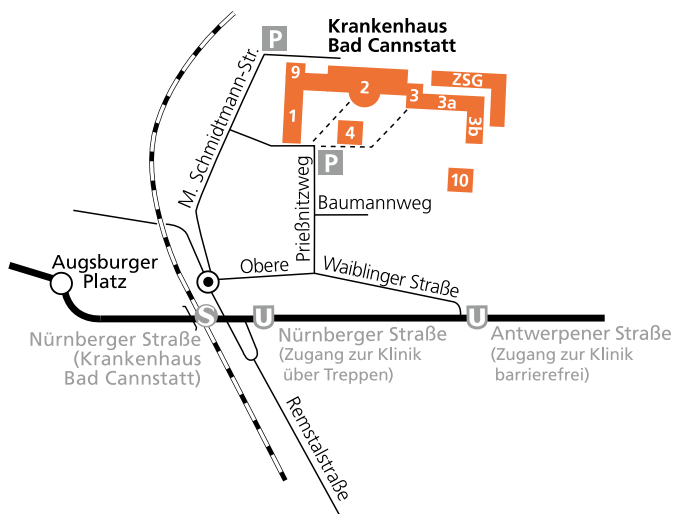 Krankenhaus
Bad Cannstatt
P
M. Schmidtmann-Str.
9
2
ZSG
3
3a
3b
1
4
P
10
Prießnitzweg
Baumannweg
Augsburger
Platz
Obere
Waiblinger Straße
S
U
U
Nürnberger Straße
(Krankenhaus
Bad Cannstatt)
Nürnberger Straße
(Zugang zur Klinik
über Treppen)
Antwerpener Straße
(Zugang zur Klinik
barrierefrei)
Remstalstraße